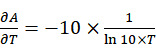 ∂A/∂T = −10 × 1/(ln 10×T)